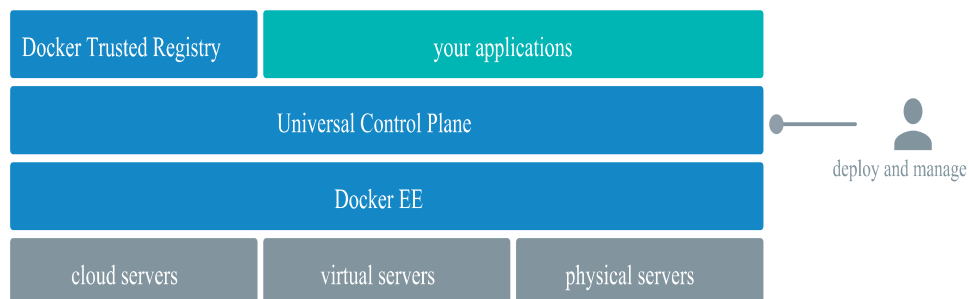 Docker Trusted Registry
your applications
Universal Control Plane
deploy and manage
Docker EE
cloud servers
virtual servers
physical servers